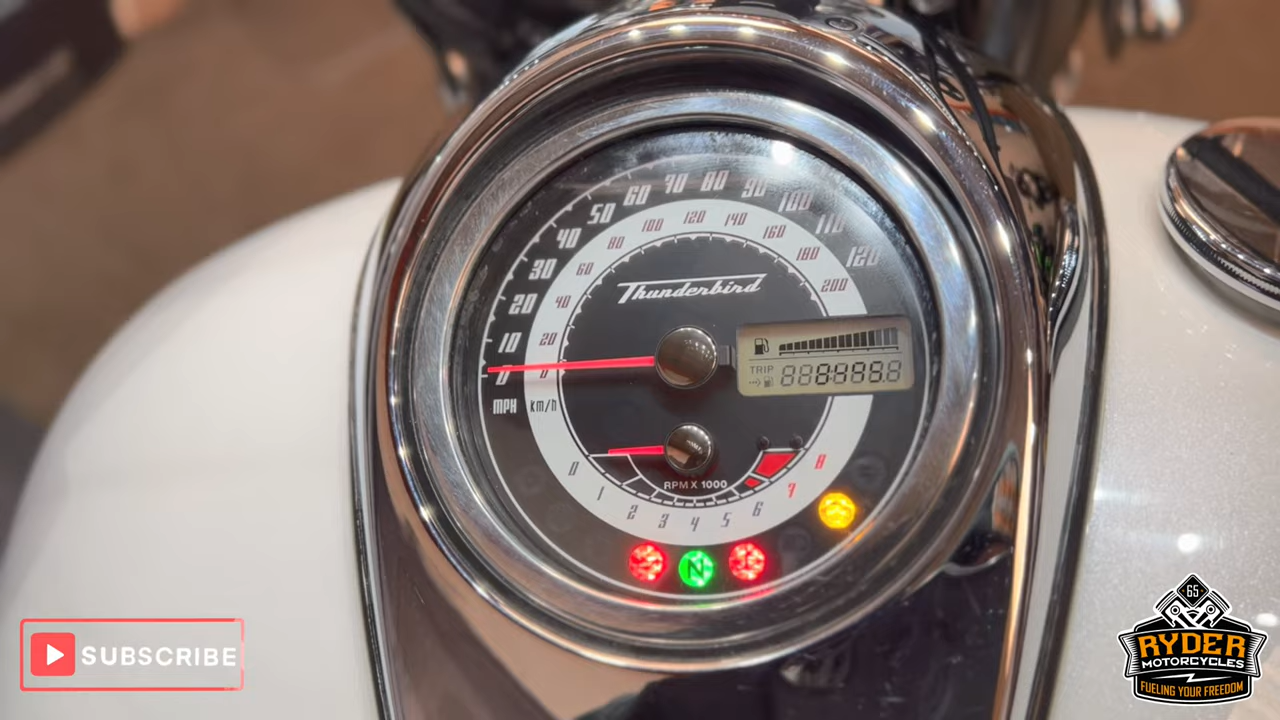 50 60 70 80 90 100 110
40 80 100 120 140 160 120
30 60 180
20 40 Thunderbird 200
10 20
0 0 TRIP
MPH km/h
0 8
RPM X 1000
1 7
2 3 4 5 6
N
SUBSCRIBE
65
RYDER
MOTORCYCLES
FUELING YOUR FREEDOM